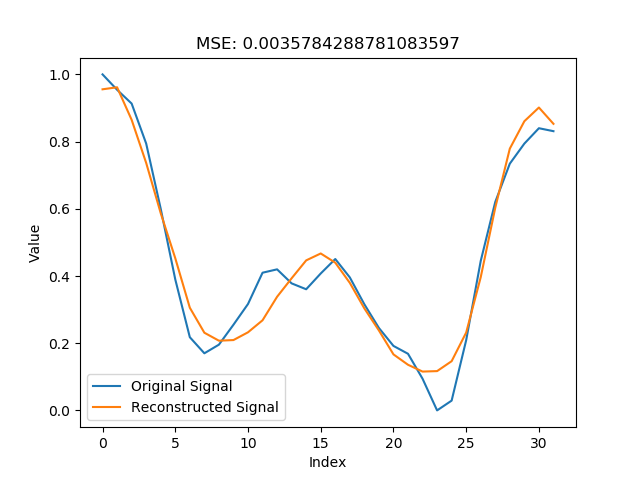 MSE: 0.0035784288781083597
1.0
0.8
0.6
0.4
0.2
0.0
Value
Original Signal
Reconstructed Signal
0 5 10 15 20 25 30
Index